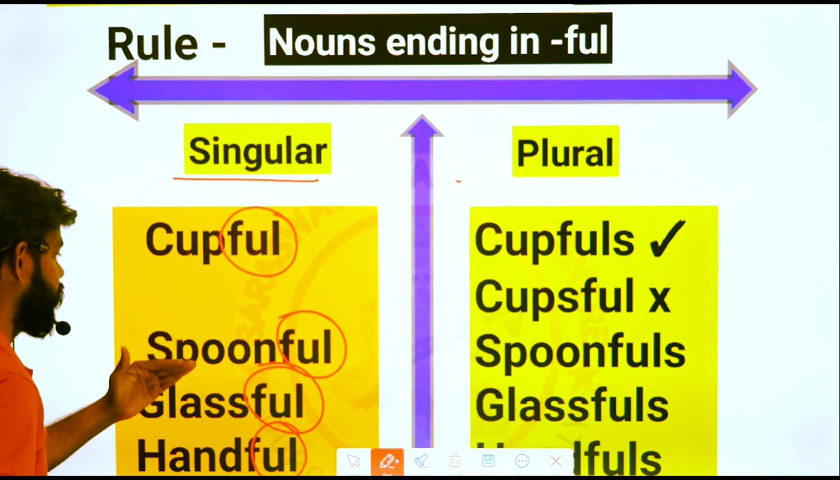 Rule - Nouns ending in -ful
Singular
Plural
Cupful
Cupfuls ✓
Cupsful x
Spoonful
Spoonfuls
Glassful
Glassfuls
Handful